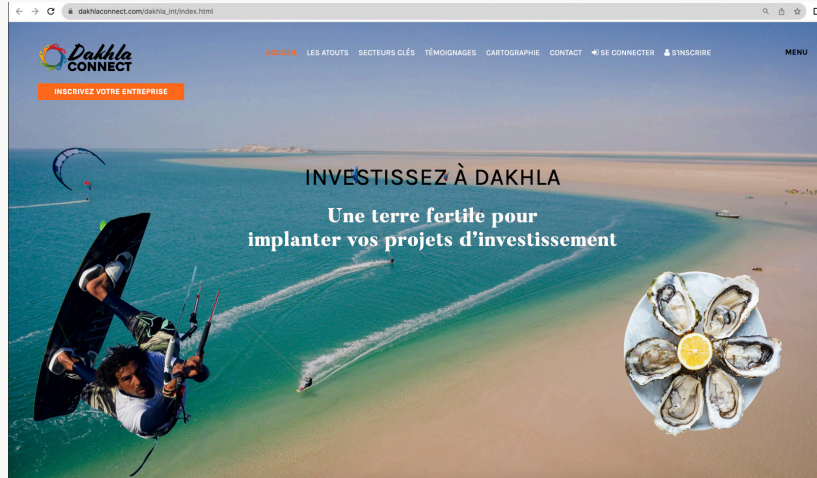 dakhlaconnect.com/dakhla_int/index.html
Dakhla
CONNECT
ACCUEIL LES ATOUTS SECTEURS CLÉS TÉMOIGNAGES CARTOGRAPHIE CONTACT SE CONNECTER S'INSCRIRE MENU
INSCRIVEZ VOTRE ENTREPRISE
INVESTISSEZ À DAKHLA
Une terre fertile pour
implanter vos projets d'investissement